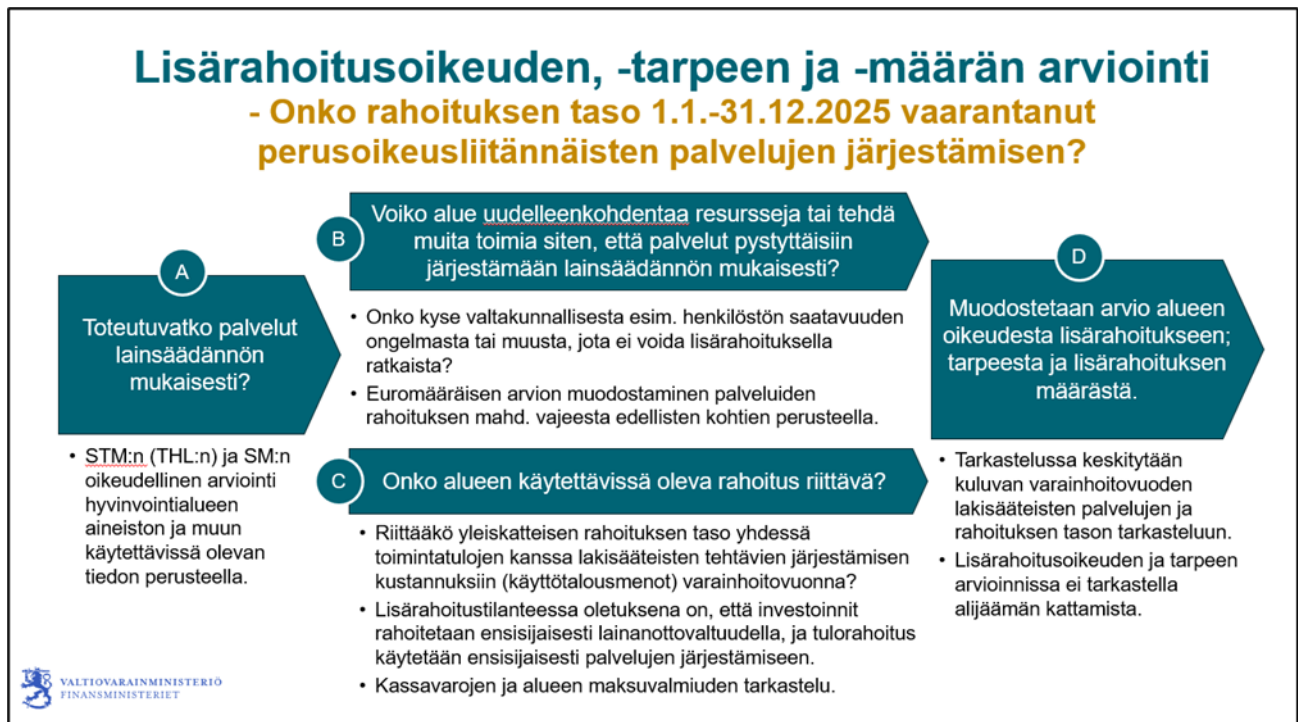 Lisärahoitusoikeuden, -tarpeen ja -määrän arviointi
- Onko rahoituksen taso 1.1.-31.12.2025 vaarantanut
perusoikeusliitännäisten palvelujen järjestämisen?
A
Toteutuvatko palvelut
lainsäädännön
mukaisesti?
• STM:n (THL:n) ja SM:n
oikeudellinen arviointi
hyvinvointialueen
aineiston ja muun
käytettävissä olevan
tiedon perusteella.
B
Voiko alue uudelleenkohdentaa resursseja tai tehdä
muita toimia siten, että palvelut pystyttäisiin
järjestämään lainsäädännön mukaisesti?
• Onko kyse valtakunnallisesta esim. henkilöstön saatavuuden
ongelmasta tai muusta, jota ei voida lisärahoituksella
ratkaista?
• Euromääräisen arvion muodostaminen palveluiden
rahoituksen mahd. vajeesta edellisten kohtien perusteella.
C
Onko alueen käytettävissä oleva rahoitus riittävä?
• Riittääkö yleiskatteisen rahoituksen taso yhdessä
toimintatulojen kanssa lakisääteisten tehtävien järjestämisen
kustannuksiin (käyttötalousmenot) varainhoitovuonna?
• Lisärahoitustilanteessa oletuksena on, että investoinnit
rahoitetaan ensisijaisesti lainanottovaltuudella, ja tulorahoitus
käytetään ensisijaisesti palvelujen järjestämiseen.
• Kassavarojen ja alueen maksuvalmiuden tarkastelu.
D
Muodostetaan arvio alueen
oikeudesta lisärahoitukseen;
tarpeesta ja lisärahoituksen
määrästä.
• Tarkastelussa keskitytään
kuluvan varainhoitovuoden
lakisääteisten palvelujen ja
rahoituksen tason tarkasteluun.
• Lisärahoitusoikeuden ja tarpeen
arvioinnissa ei tarkastella
alijäämän kattamista.
VALTIOVARAINMINISTERIÖ
FINANSMINISTERIET